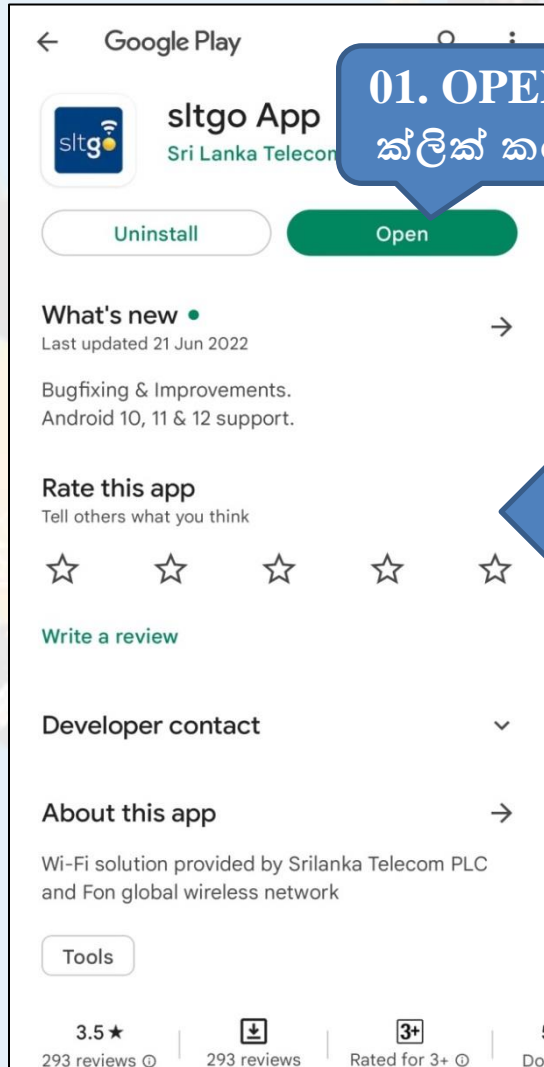 Google Play
01. OPEN
ක්ලික් කර
sltgo
sltgo App
Sri Lanka Telecom
Uninstall
Open
What's new
Last updated 21 Jun 2022
Bugfixing & Improvements.
Android 10, 11 & 12 support.
Rate this app
Tell others what you think
Write a review
Developer contact
About this app
Wi-Fi solution provided by Srilanka Telecom PLC
and Fon global wireless network
Tools
3.5★
3+
293 reviews
293 reviews
Rated for 3+